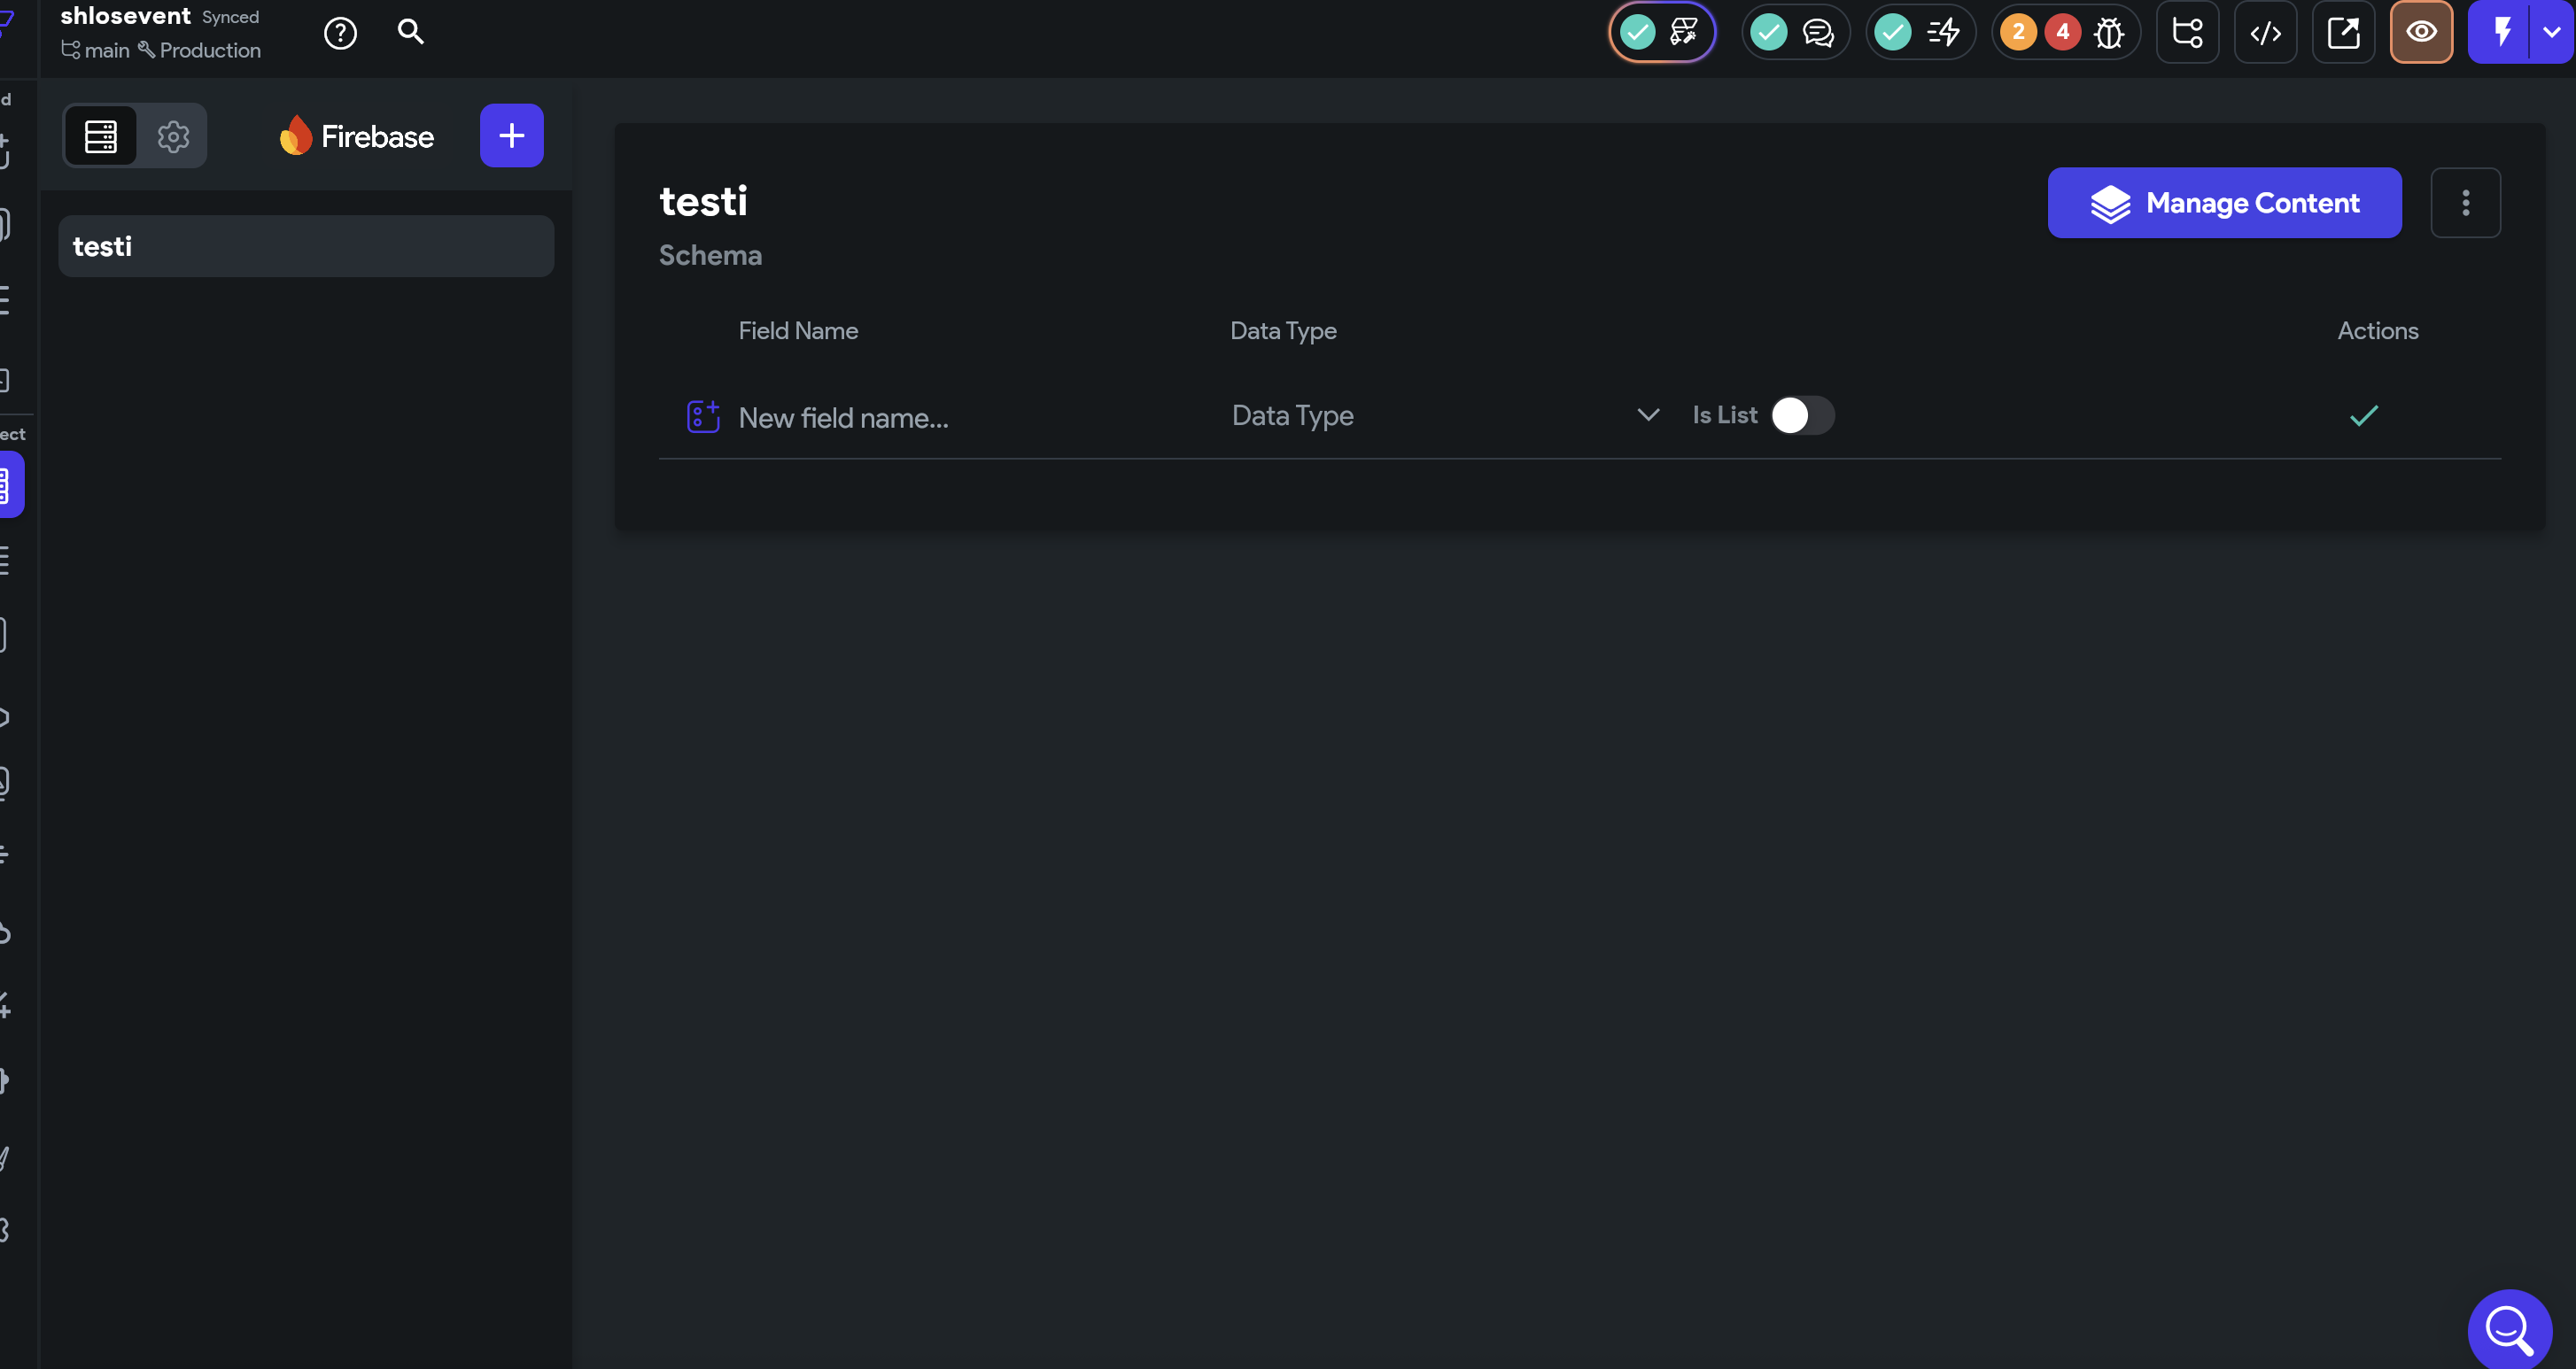 shlosevent Synced
main Production
2 4
Firebase
testi
testi
Schema
Manage Content
Field Name Data Type Actions
New field name... Data Type Is List
d
ect